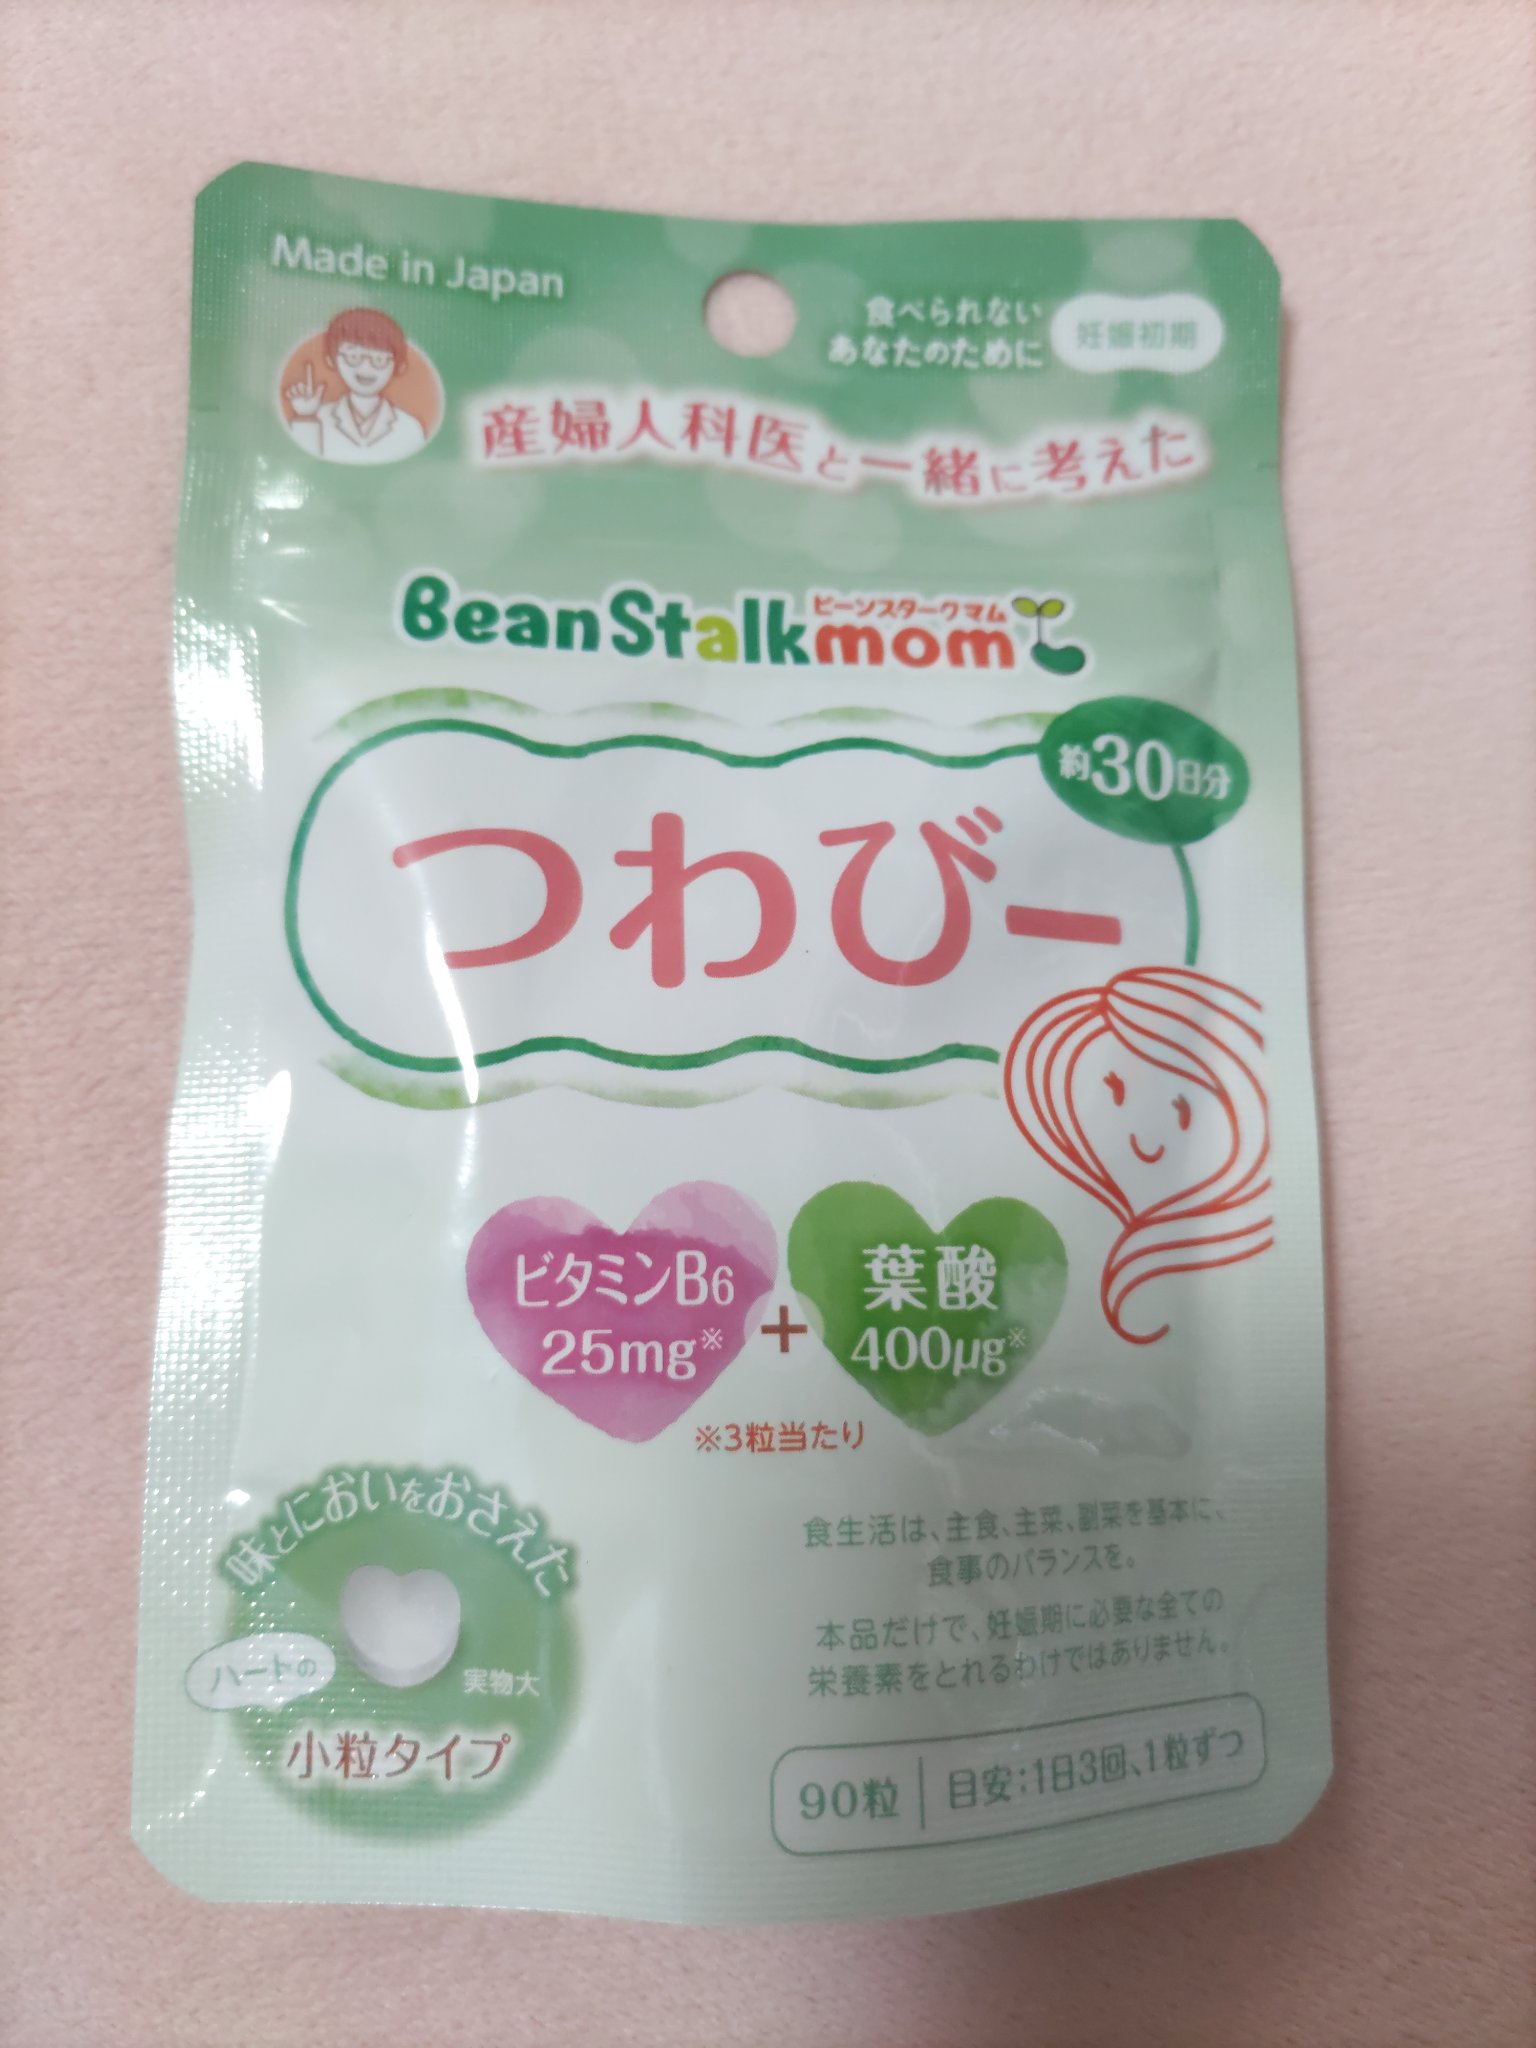 Made in Japan
食べられない
あなたのために
妊娠初期
産婦人科医と一緒に考えた
BeanStalkmom
ビーンスタークマム
約30日分
つわびー
ビタミンB6
25mg※
+
葉酸
400μg※
※3粒当たり
味とにおいをおさえた
ハートの
実物大
小粒タイプ
食生活は、主食、主菜、副菜を基本に、
食事のバランスを。
本品だけで、妊娠期に必要な全ての
栄養素をとれるわけではありません。
90粒
目安:1日3回、1粒ずつ